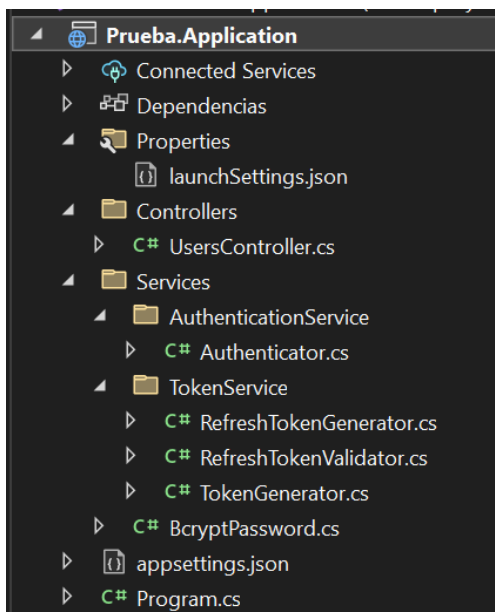 Prueba.Application
Connected Services
Dependencias
Properties
launchSettings.json
Controllers
C# UsersController.cs
Services
AuthenticationService
C# Authenticator.cs
TokenService
C# RefreshTokenGenerator.cs
C# RefreshTokenValidator.cs
C# TokenGenerator.cs
C# BcryptPassword.cs
appsettings.json
C# Program.cs